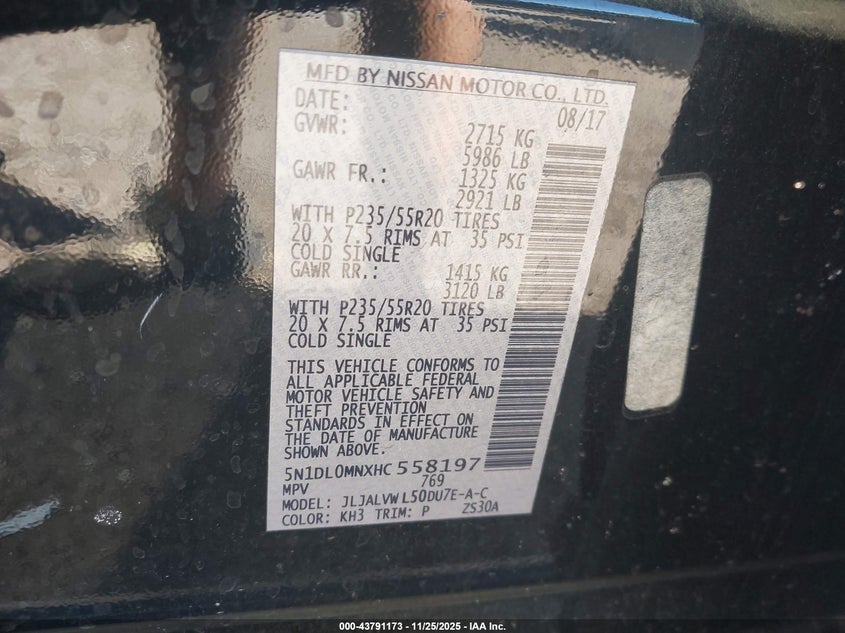 MFD BY NISSAN MOTOR CO., LTD.
DATE: 08/17
GVWR: 2715 KG
5986 LB
GAWR FR.: 1325 KG
2921 LB
WITH P235/55R20 TIRES
20 X 7.5 RIMS AT 35 PSI
COLD SINGLE
GAWR RR.: 1415 KG
3120 LB
WITH P235/55R20 TIRES
20 X 7.5 RIMS AT 35 PSI
COLD SINGLE
THIS VEHICLE CONFORMS TO
ALL APPLICABLE FEDERAL
MOTOR VEHICLE SAFETY AND
THEFT PREVENTION
STANDARDS IN EFFECT ON
THE DATE OF MANUFACTURE
SHOWN ABOVE.
5N1DL0MNXHC558197
MPV 769
MODEL: JLJALVWL50DU7E-A-C
COLOR: KH3 TRIM: P ZS30A
000-43791173 - 11/25/2025 - IAA Inc.